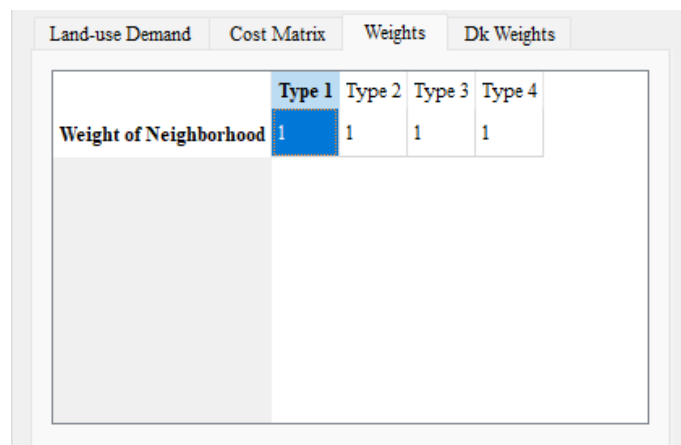 Land-use Demand Cost Matrix Weights Dk Weights
Type 1 Type 2 Type 3 Type 4
Weight of Neighborhood 1 1 1 1